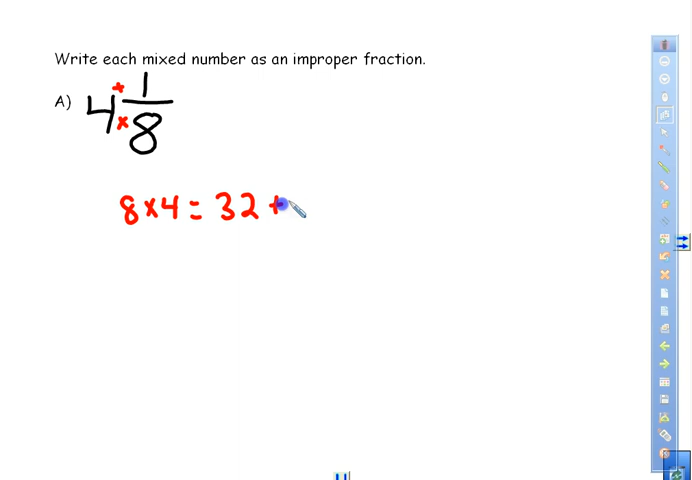 Write each mixed number as an improper fraction.
A) 4 + 1
× 8
8 × 4 = 32 +